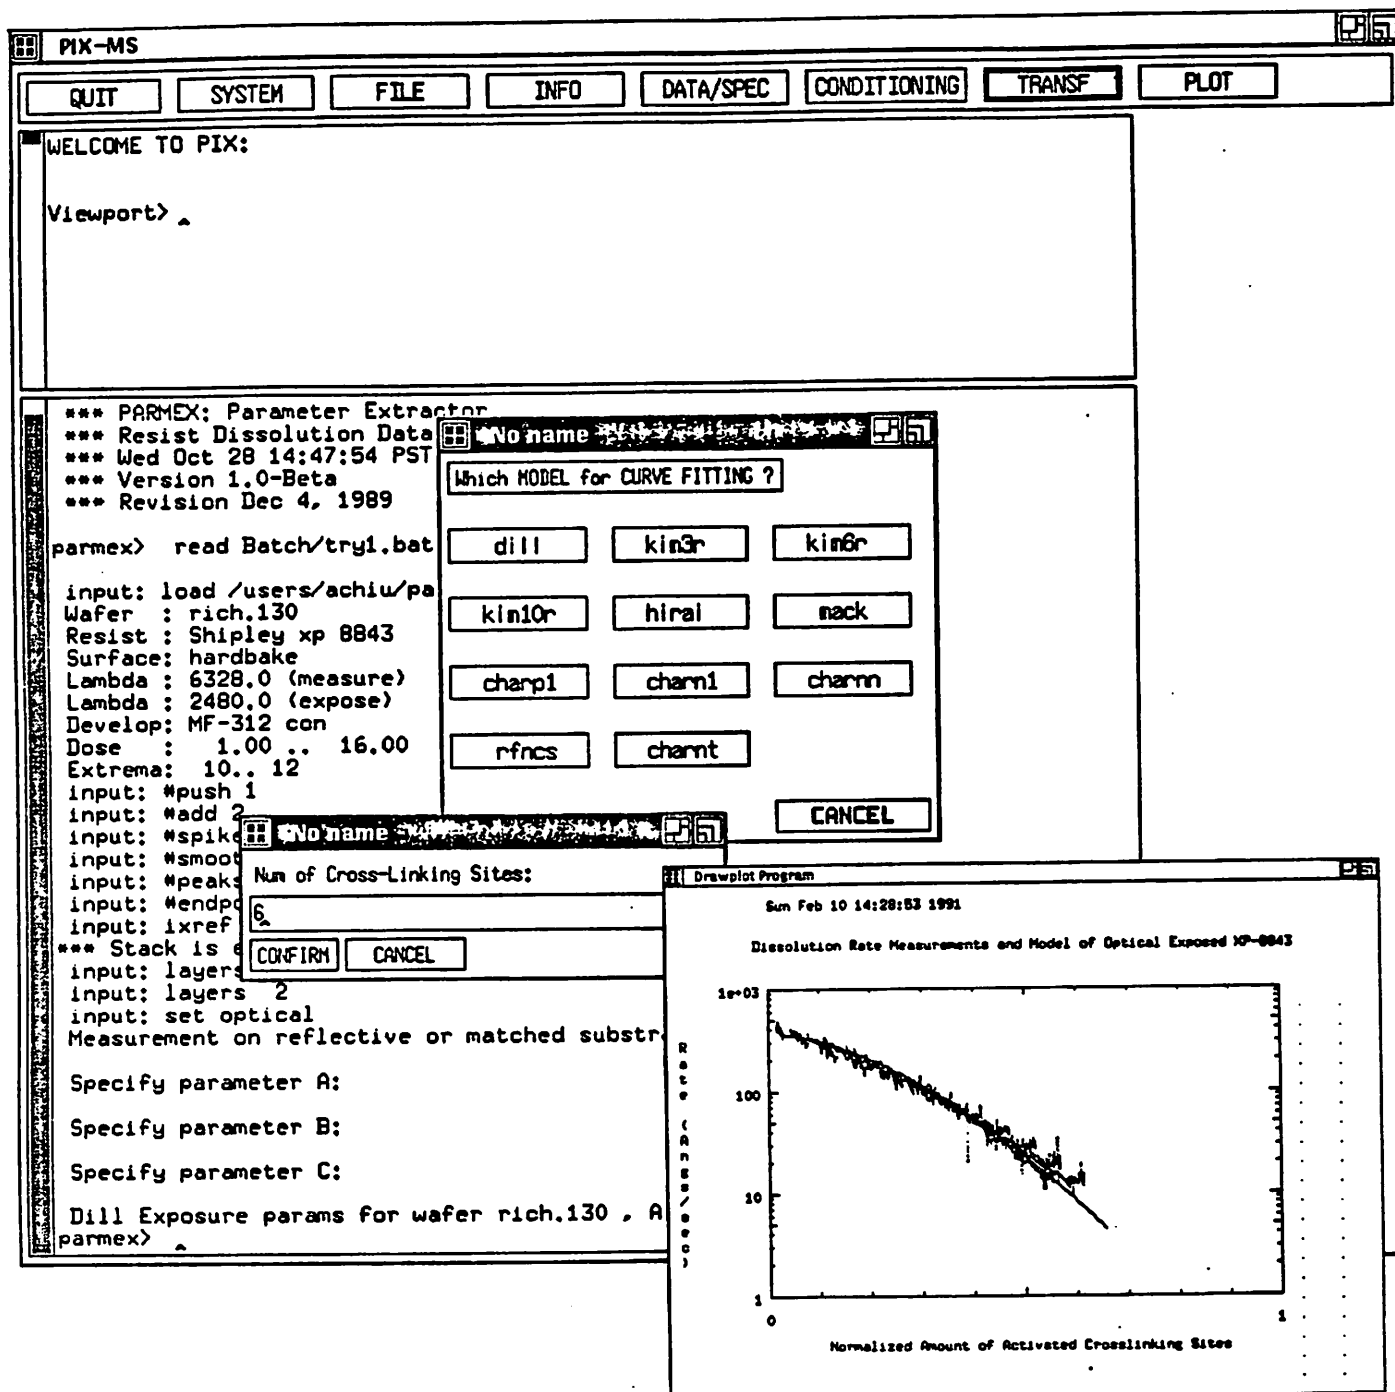 PIX-MS
QUIT SYSTEM FILE INFO DATA/SPEC CONDITIONING TRANSF PLOT
WELCOME TO PIX:
Viewport>
*** PARMEX: Parameter Extractor
*** Resist Dissolution Data
*** Wed Oct 28 14:47:54 PST
*** Version 1.0-Beta
*** Revision Dec 4, 1989
parmex> read Batch/try1.bat
input: load /users/achiu/pa
Wafer : rich.130
Resist : Shipley xp 8843
Surface: hardbake
Lambda : 6328.0 (measure)
Lambda : 2480.0 (expose)
Develop: MF-312 con
Dose : 1.00 .. 16.00
Extrema: 10.. 12
input: #push 1
input: #add 2
input: #spike
input: #smoot
input: #peaks
input: #endpo
input: ixref
*** Stack is e
input: layers
input: layers 2
input: set optical
Measurement on reflective or matched substr
Specify parameter A:
Specify parameter B:
Specify parameter C:
Dill Exposure params for wafer rich.130 , A
parmex>
No name
Which MODEL for CURVE FITTING ?
dill kim3r kim6r
kim10r hirai mack
charp1 charn1 charnn
rfncs charnt
CANCEL
No name
Num of Cross-Linking Sites:
6
CONFIRM CANCEL
Drawplot Program
Sun Feb 10 14:28:53 1991
Dissolution Rate Measurements and Model of Optical Exposed XP-8843
1e+03
100
10
1
Rate (Angs/sec)
0 1
Normalized Amount of Activated Crosslinking Sites